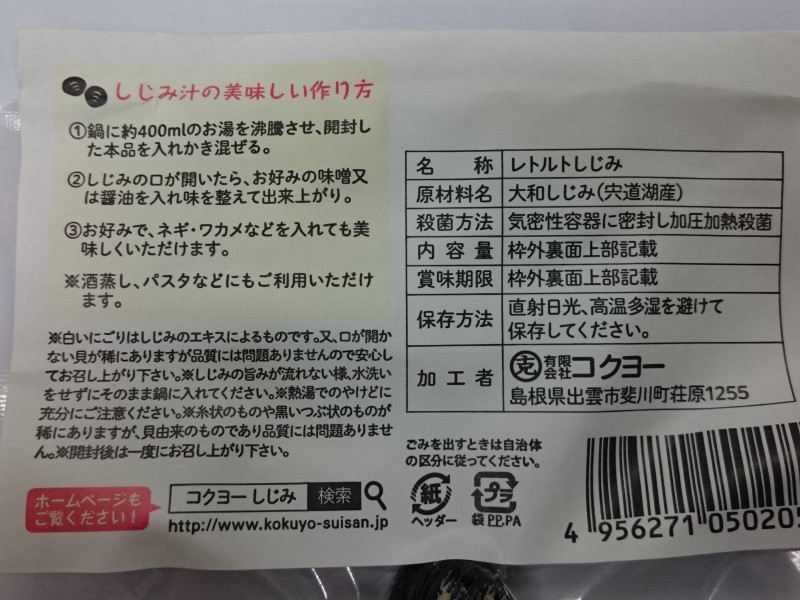 しじみ汁の美味しい作り方
①鍋に約400mlのお湯を沸騰させ、開封し
た本品を入れかき混ぜる。
②しじみの口が開いたら、お好みの味噌又
は醤油を入れ味を整えて出来上がり。
③お好みで、ネギ・ワカメなどを入れても美
味しくいただけます。
※酒蒸し、パスタなどにもご利用いただけ
ます。
※白いにごりはしじみのエキスによるものです。又、口が開か
ない貝が稀にありますが品質には問題ありませんので安心し
てお召し上がり下さい。※しじみの旨みが流れない様、水洗い
をせずにそのまま鍋に入れてください。※熱湯でのやけどに
充分にご注意ください。※糸状のものや黒いつぶ状のものが
稀にありますが、貝由来のものであり品質には問題ありませ
ん。※開封後は一度にお召し上がり下さい。
ホームページも
ご覧ください!
コクヨー しじみ 検索
http://www.kokuyo-suisan.jp
名称 レトルトしじみ
原材料名 大和しじみ(宍道湖産)
殺菌方法 気密性容器に密封し加圧加熱殺菌
内容量 枠外裏面上部記載
賞味期限 枠外裏面上部記載
保存方法 直射日光、高温多湿を避けて
保存してください。
加工者 克 有限会社 コクヨー
島根県出雲市斐川町荘原1255
ごみを出すときは自治体
の区分に従ってください。
紙 プラ
ヘッダー 袋 PP,PA
4 956271 050205